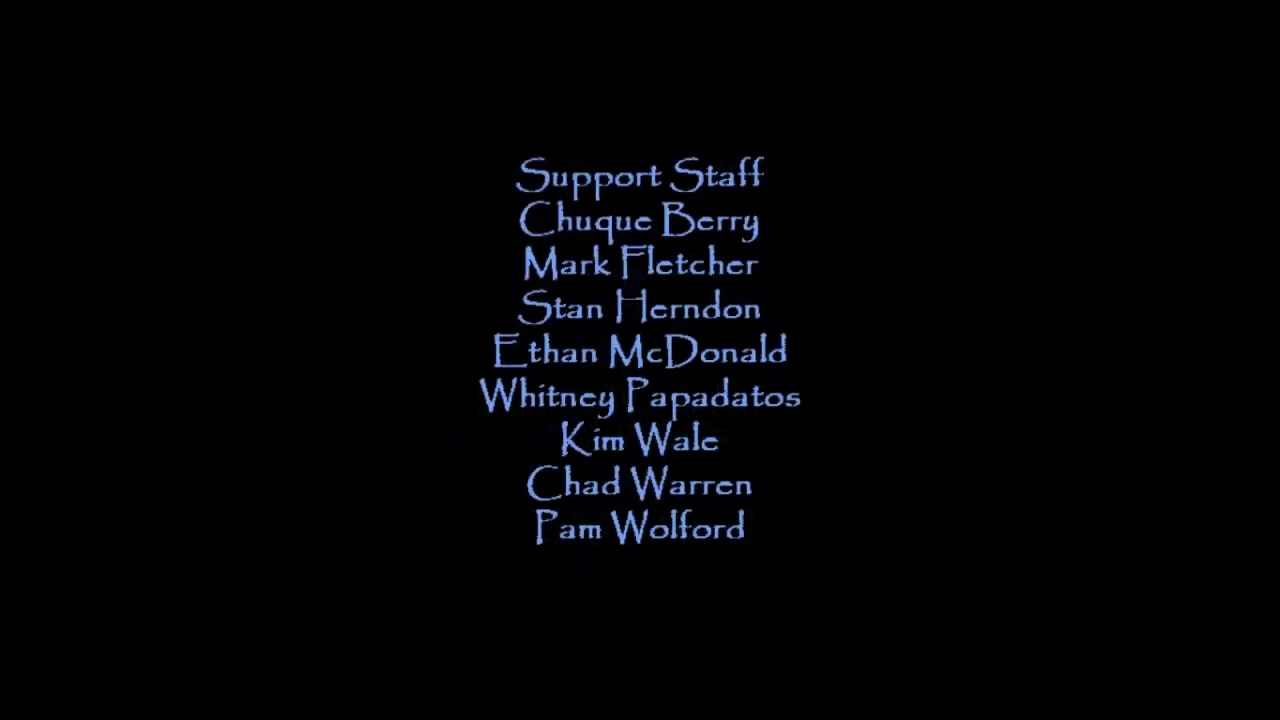 Support Staff
Chuque Berry
Mark Fletcher
Stan Herndon
Ethan McDonald
Whitney Papadatos
Kim Wale
Chad Warren
Pam Wolford